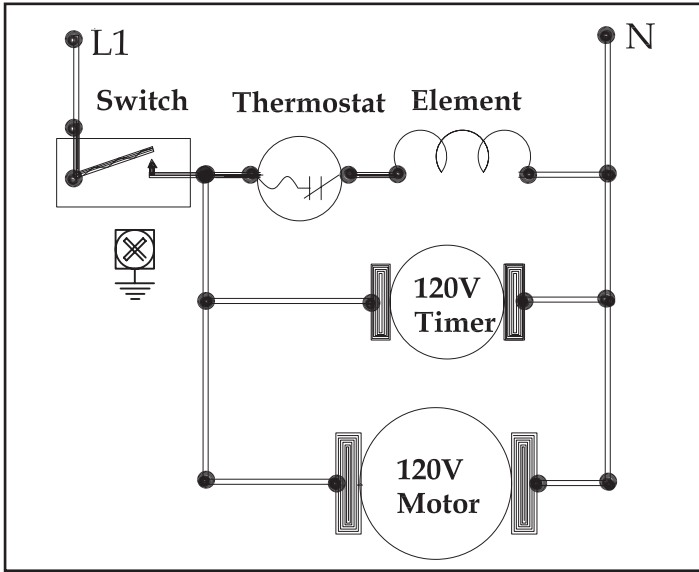 L1
N
Switch
Thermostat
Element
120V
Timer
120V
Motor